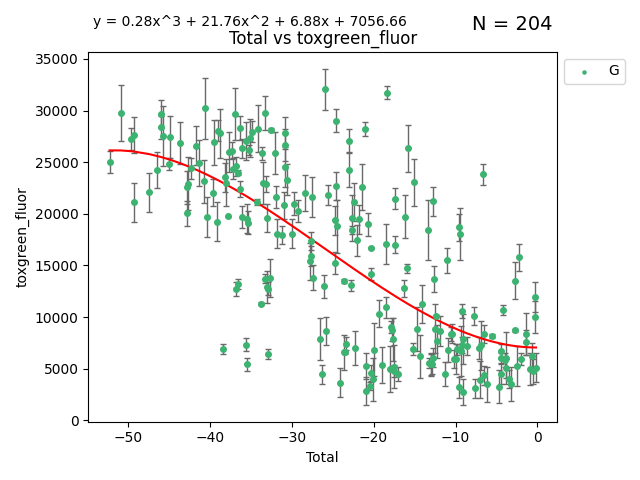 y = 0.28x^3 + 21.76x^2 + 6.88x + 7056.66
N = 204
Total vs toxgreen_fluor
G
toxgreen_fluor
35000
30000
25000
20000
15000
10000
5000
0
−50 −40 −30 −20 −10 0
Total